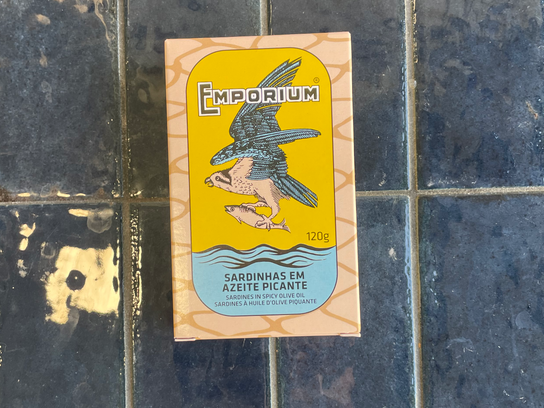 EMPORIUM®
120g
SARDINHAS EM
AZEITE PICANTE
SARDINES IN SPICY OLIVE OIL
SARDINES À HUILE D'OLIVE PIQUANTE